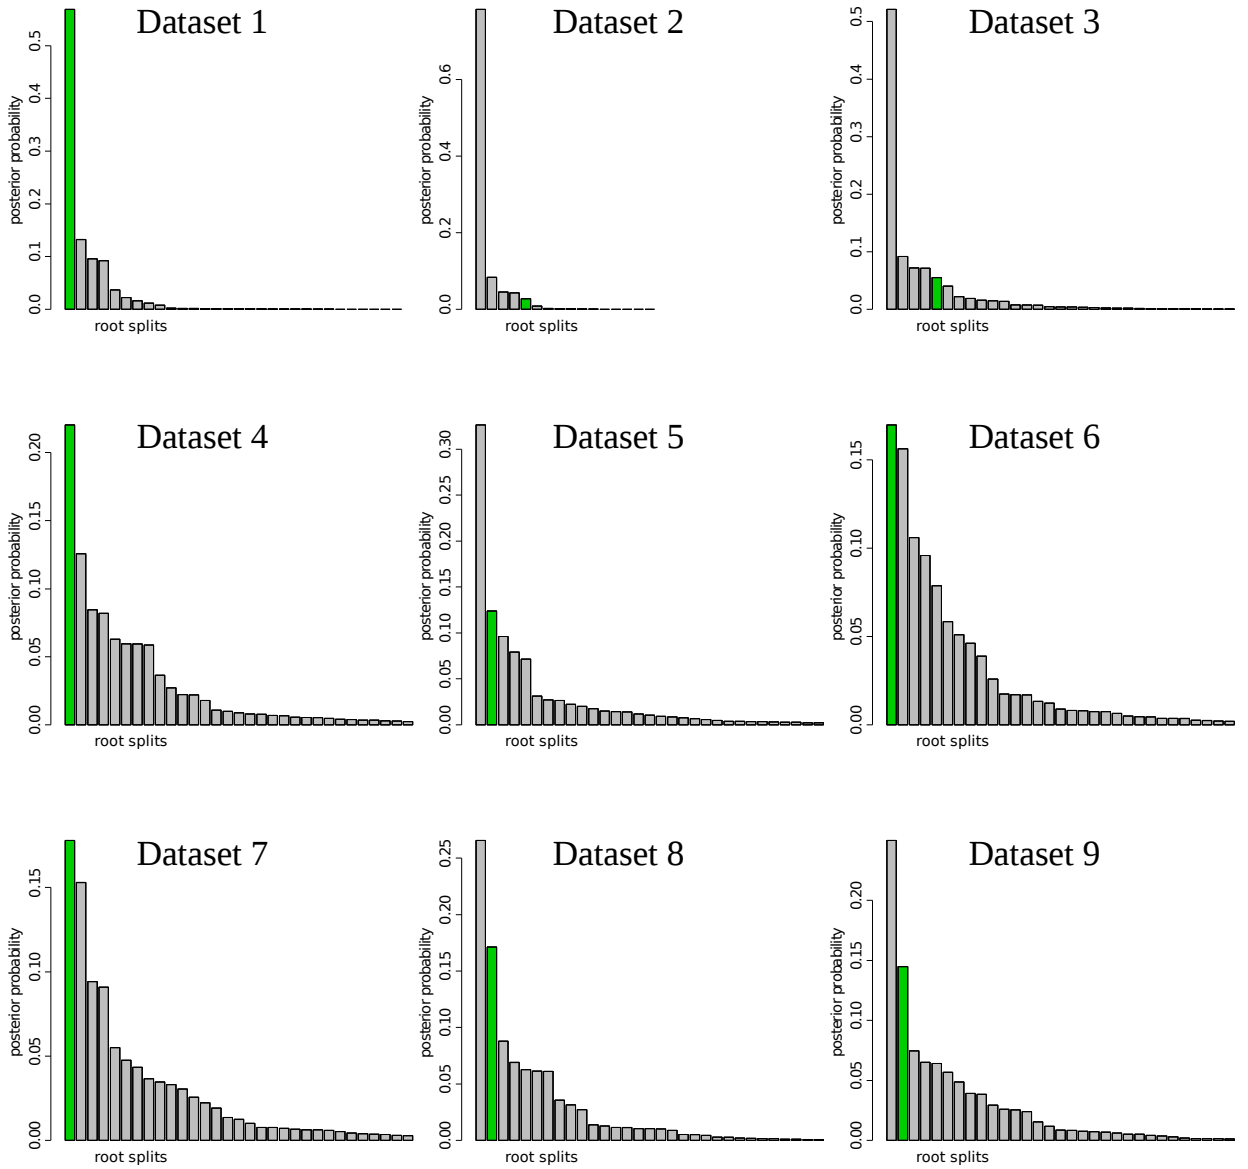 Dataset 1
posterior probability
0.0 0.1 0.2 0.3 0.4 0.5
root splits
Dataset 2
posterior probability
0.0 0.2 0.4 0.6
root splits
Dataset 3
posterior probability
0.0 0.1 0.2 0.3 0.4 0.5
root splits
Dataset 4
posterior probability
0.00 0.05 0.10 0.15 0.20
root splits
Dataset 5
posterior probability
0.00 0.05 0.10 0.15 0.20 0.25 0.30
root splits
Dataset 6
posterior probability
0.00 0.05 0.10 0.15
root splits
Dataset 7
posterior probability
0.00 0.05 0.10 0.15
root splits
Dataset 8
posterior probability
0.00 0.05 0.10 0.15 0.20 0.25
root splits
Dataset 9
posterior probability
0.00 0.05 0.10 0.15 0.20
root splits